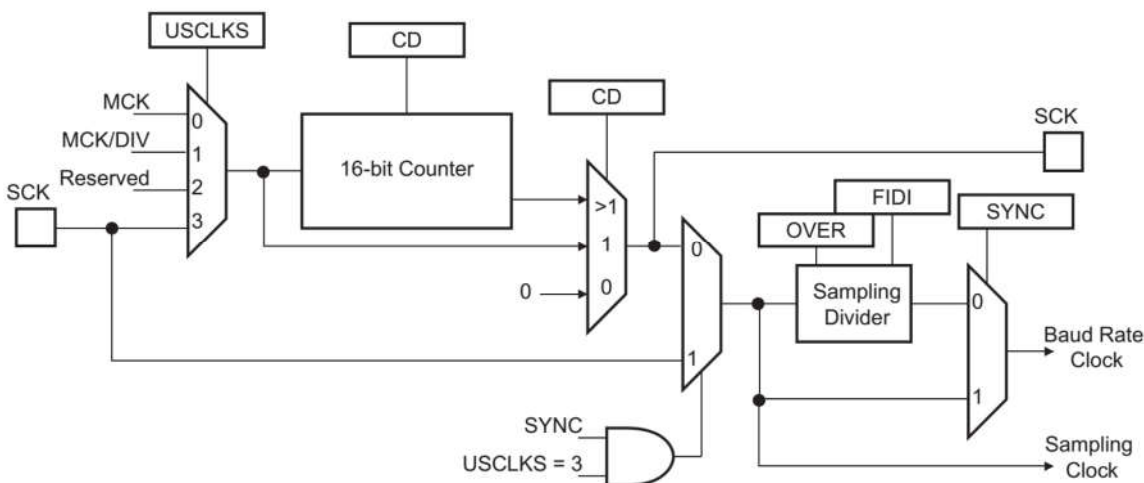 USCLKS
CD
CD
MCK
MCK/DIV
Reserved
SCK
0
1
2
3
16-bit Counter
>1
1
0
0
SCK
0
1
FIDI
OVER
SYNC
Sampling
Divider
0
1
Baud Rate
Clock
SYNC
USCLKS = 3
Sampling
Clock